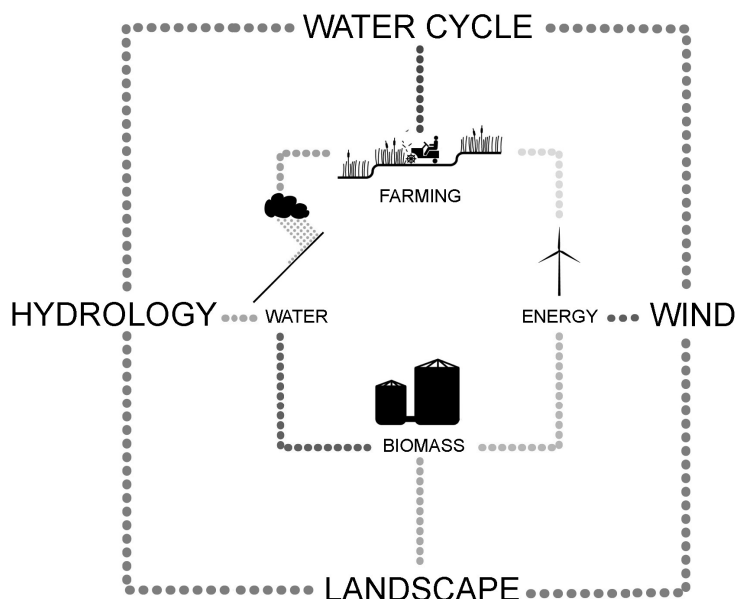 WATER CYCLE
FARMING
HYDROLOGY
WATER
ENERGY
WIND
BIOMASS
LANDSCAPE